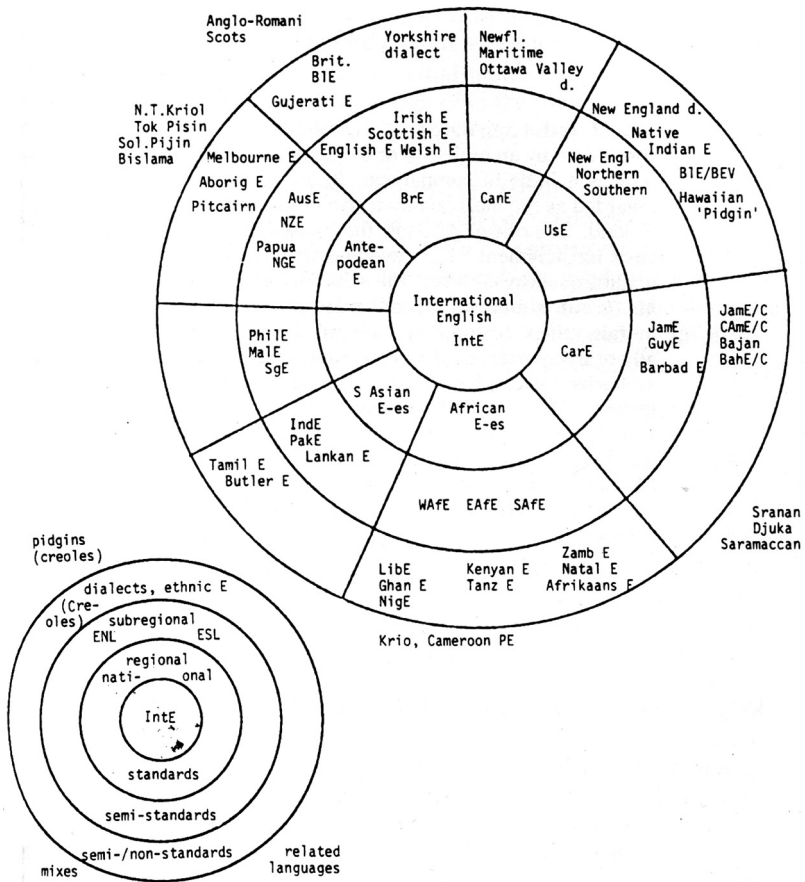 Anglo-Romani
Scots
Yorkshire
dialect
Brit.
BlE
Gujerati E
Newfl.
Maritime
Ottawa Valley
d.
New England d.
Native
Indian E
BlE/BEV
Hawaiian
'Pidgin'
N.T.Kriol
Tok Pisin
Sol.Pijin
Bislama
Melbourne E
Aborig E
Pitcairn
Irish E
Scottish E
English E Welsh E
New Engl
Northern
Southern
AusE
NZE
Papua
NGE
BrE
CanE
UsE
Ante-
podean
E
International
English
IntE
PhilE
MalE
SgE
S Asian
E-es
African
E-es
CarE
JamE
GuyE
Barbad E
JamE/C
CAmE/C
Bajan
BahE/C
IndE
PakE
Lankan E
Tamil E
Butler E
WAfE EAfE SAfE
LibE
Ghan E
NigE
Kenyan E
Tanz E
Zamb E
Natal E
Afrikaans E
Sranan
Djuka
Saramaccan
Krio, Cameroon PE
pidgins
(creoles)
dialects, ethnic E
(Cre-
oles)
subregional
ENL ESL
regional
nati- onal
IntE
standards
semi-standards
semi-/non-standards
mixes
related
languages